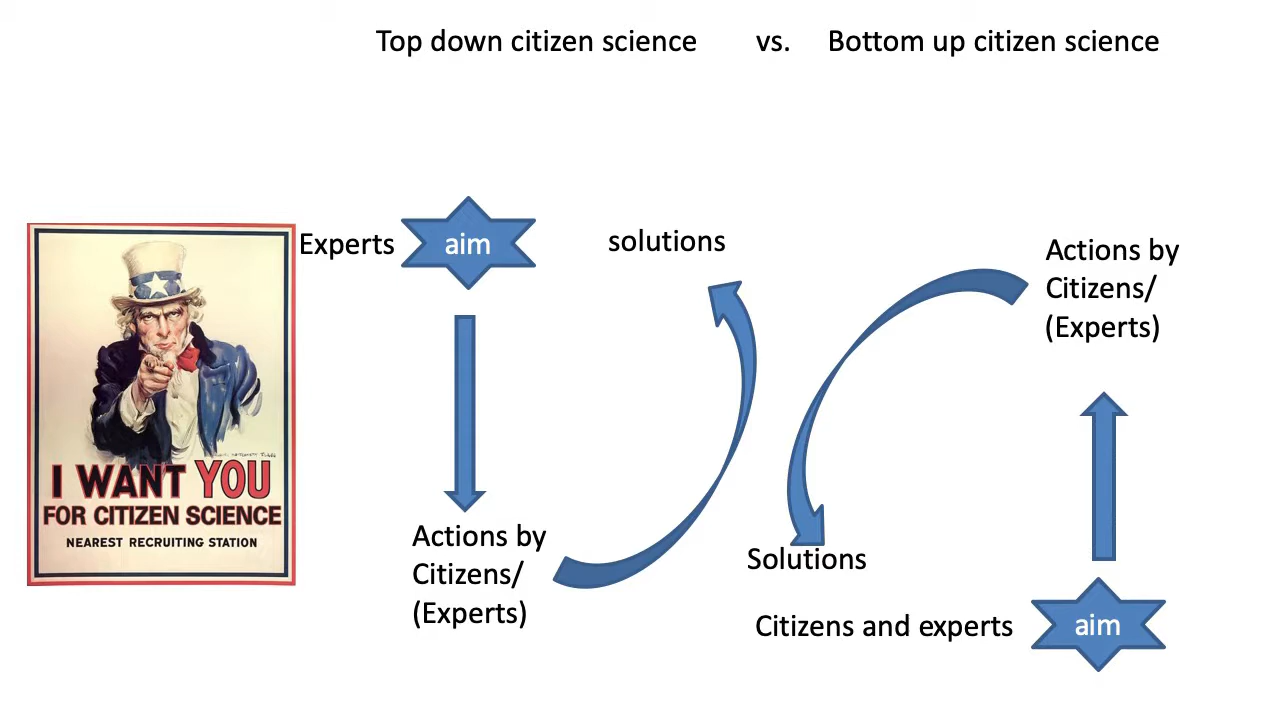 Top down citizen science vs. Bottom up citizen science
Experts
aim
solutions
Actions by
Citizens/
(Experts)
I WANT YOU
FOR CITIZEN SCIENCE
NEAREST RECRUITING STATION
Actions by
Citizens/
(Experts)
Solutions
Citizens and experts
aim